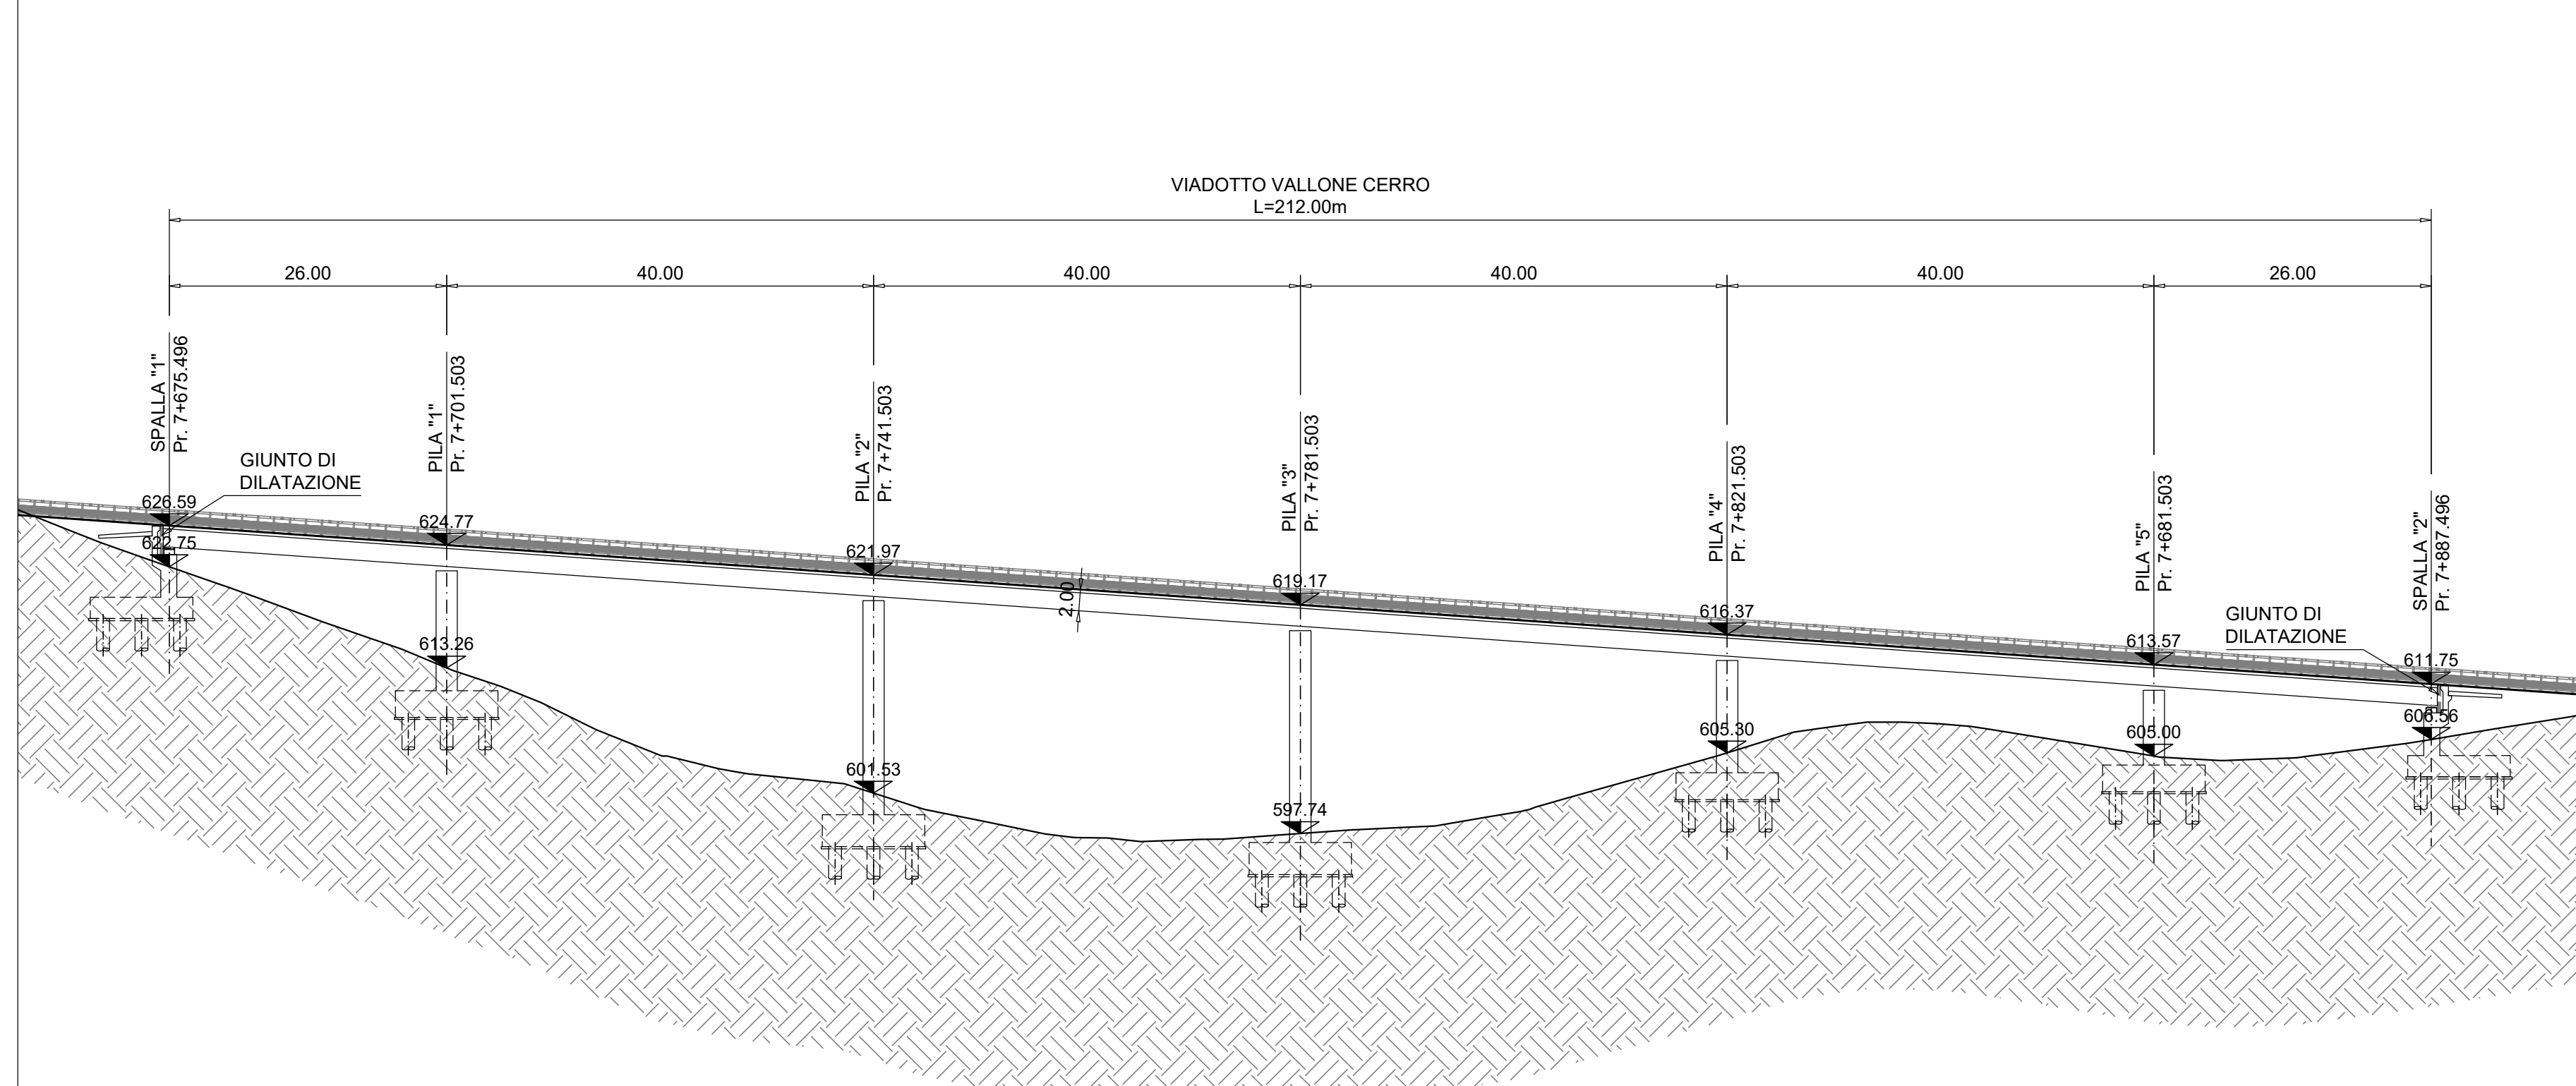 VIADOTTO VALLONE CERRO
L=212.00m
26.00
40.00
40.00
40.00
40.00
26.00
SPALLA "1"
Pr. 7+675.496
PILA "1"
Pr. 7+701.503
PILA "2"
Pr. 7+741.503
PILA "3"
Pr. 7+781.503
PILA "4"
Pr. 7+821.503
PILA "5"
Pr. 7+681.503
SPALLA "2"
Pr. 7+887.496
GIUNTO DI
DILATAZIONE
626.59
622.75
624.77
613.26
621.97
601.53
2.00
619.17
597.74
616.37
605.30
613.57
605.00
GIUNTO DI
DILATAZIONE
611.75
606.56